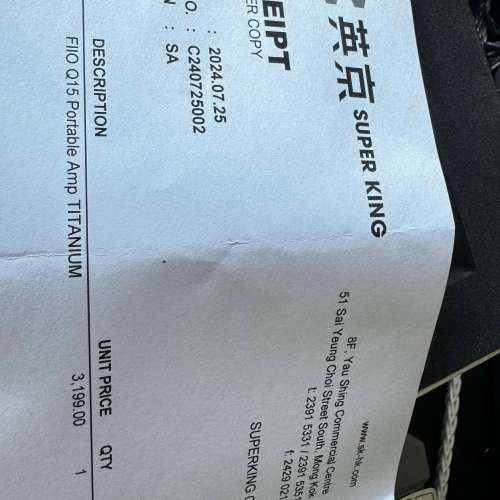 英京 SUPER KING
www.sk-hk.com
8F, Yau Shing Commercial Centre
51 Sai Yeung Choi Street South, Mong Kok
t: 2391 5331 / 2391 5351
f: 2429 021
EIPT
ER COPY
SUPERKING
: 2024.07.25
O. : C240725002
N : SA
DESCRIPTION UNIT PRICE QTY
FIIO Q15 Portable Amp TITANIUM 3,199.00 1